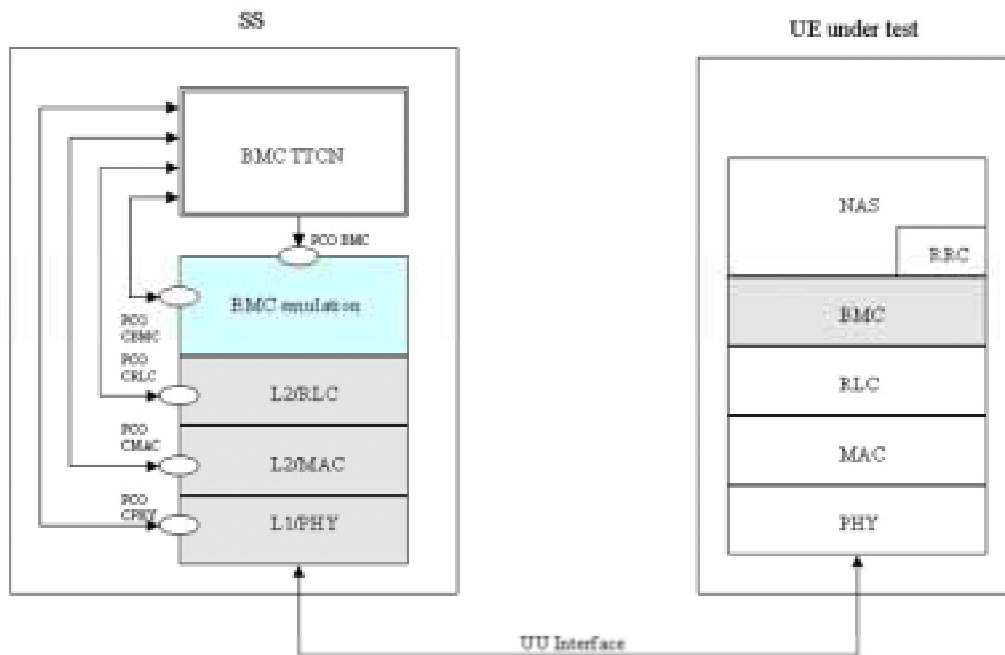 SS
UE under test
BMC TTCN
PCO BMC
BMC emulation
PCO
CBMC
PCO
CRLC
L2/RLC
PCO
CMAC
L2/MAC
PCO
CPHY
L1/PHY
NAS
RRC
BMC
RLC
MAC
PHY
UU Interface